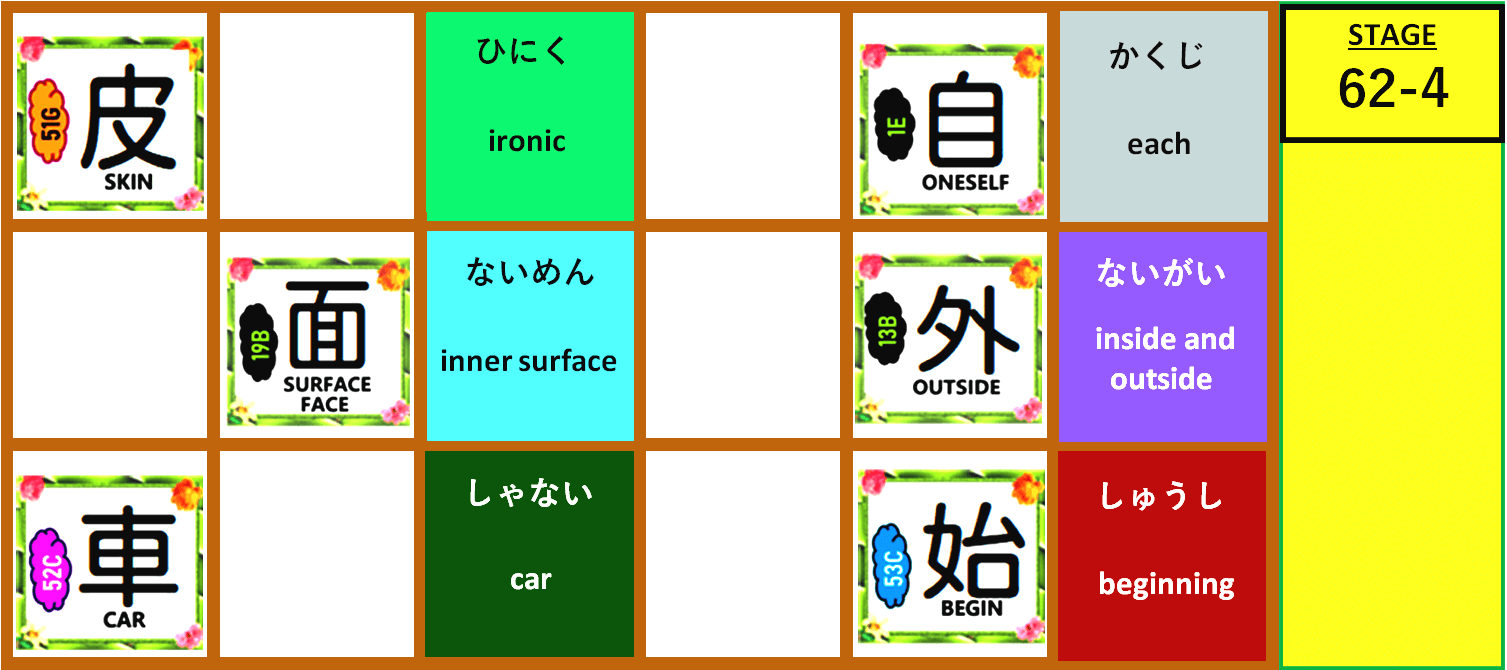 51G
皮
SKIN
ひにく
ironic
1E
自
ONESELF
かくじ
each
STAGE
62-4
19B
面
SURFACE
FACE
ないめん
inner surface
13B
外
OUTSIDE
ないがい
inside and
outside
52C
車
CAR
しゃない
car
53C
始
BEGIN
しゅうし
beginning